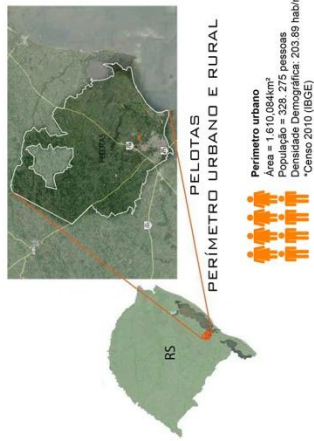 RS
PELOTAS
PERÍMETRO URBANO E RURAL
Perímetro urbano
Área = 1.610,084km²
População = 328. 275 pessoas
Densidade Demográfica: 203.89 hab/
*Censo 2010 (IBGE)